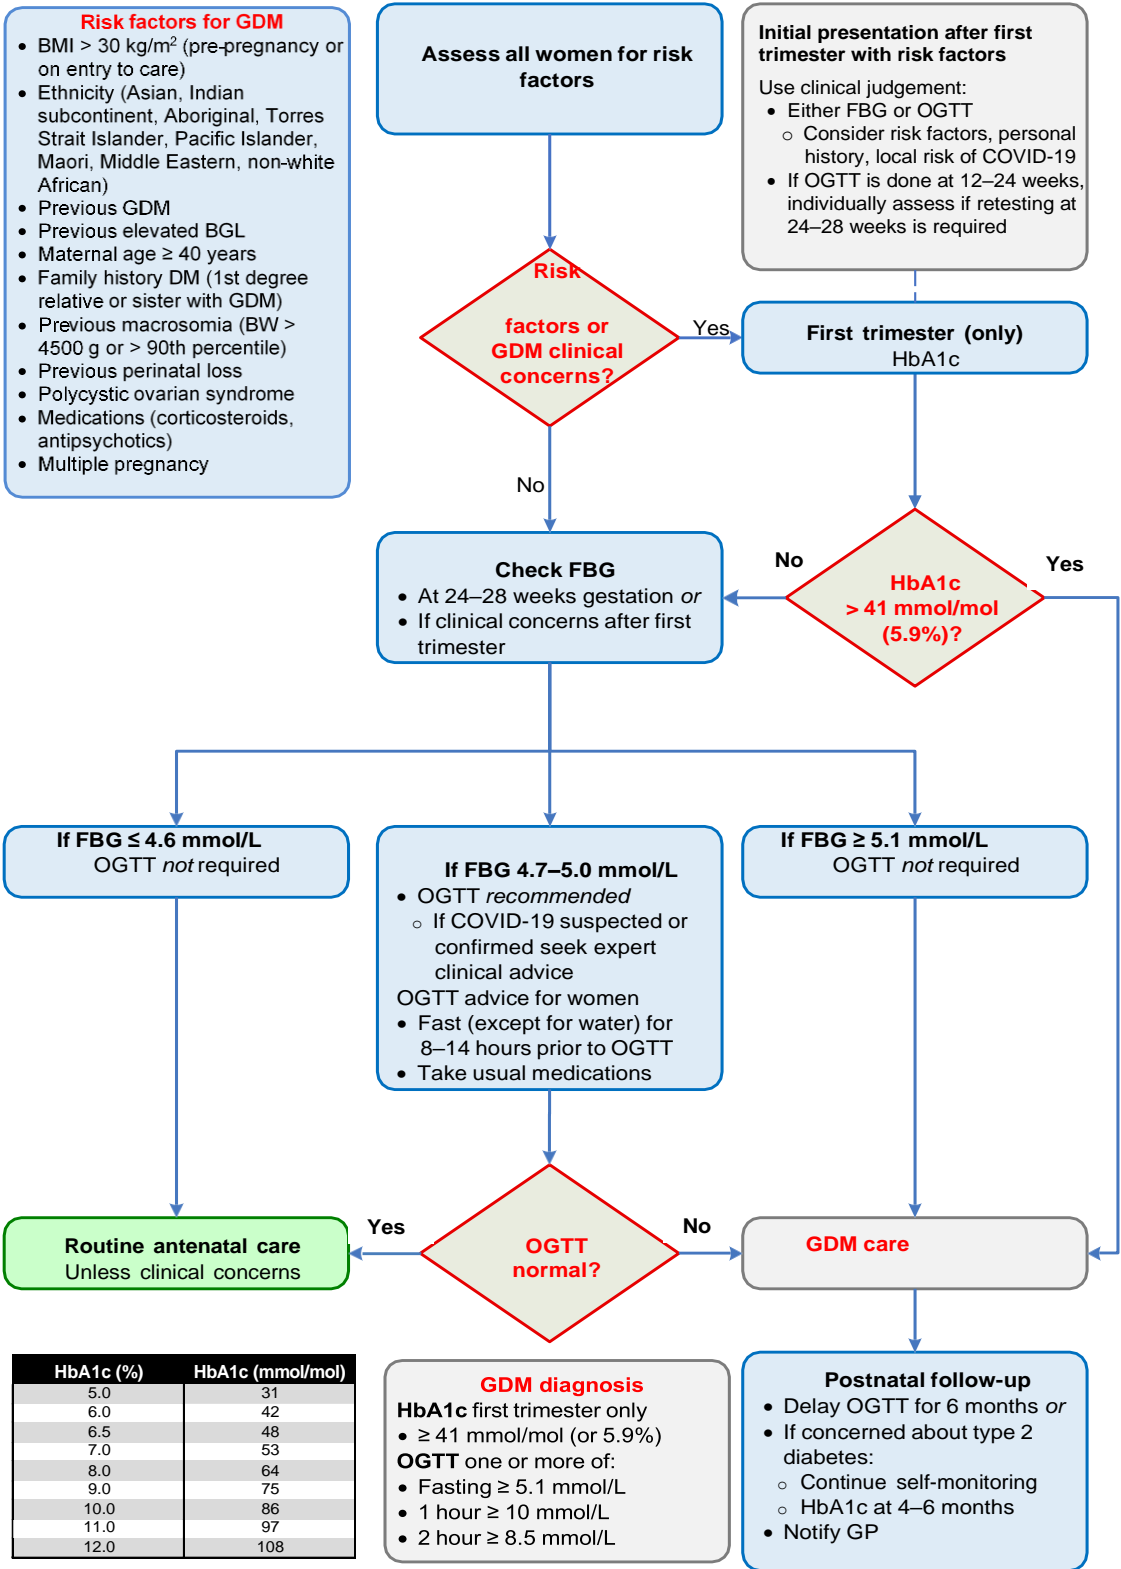 Risk factors for GDM
• BMI > 30 kg/m² (pre-pregnancy or
on entry to care)
• Ethnicity (Asian, Indian
subcontinent, Aboriginal, Torres
Strait Islander, Pacific Islander,
Maori, Middle Eastern, non-white
African)
• Previous GDM
• Previous elevated BGL
• Maternal age ≥ 40 years
• Family history DM (1st degree
relative or sister with GDM)
• Previous macrosomia (BW >
4500 g or > 90th percentile)
• Previous perinatal loss
• Polycystic ovarian syndrome
• Medications (corticosteroids,
antipsychotics)
• Multiple pregnancy
Assess all women for risk
factors
Initial presentation after first
trimester with risk factors
Use clinical judgement:
• Either FBG or OGTT
o Consider risk factors, personal
history, local risk of COVID-19
• If OGTT is done at 12–24 weeks,
individually assess if retesting at
24–28 weeks is required
Risk
factors or
GDM clinical
concerns?
Yes
First trimester (only)
HbA1c
No
Check FBG
• At 24–28 weeks gestation or
• If clinical concerns after first
trimester
No
HbA1c
> 41 mmol/mol
(5.9%)?
Yes
If FBG ≤ 4.6 mmol/L
OGTT not required
If FBG 4.7–5.0 mmol/L
• OGTT recommended
o If COVID-19 suspected or
confirmed seek expert
clinical advice
OGTT advice for women
• Fast (except for water) for
8–14 hours prior to OGTT
• Take usual medications
If FBG ≥ 5.1 mmol/L
OGTT not required
Routine antenatal care
Unless clinical concerns
Yes
OGTT
normal?
No
GDM care
HbA1c (%) HbA1c (mmol/mol)
5.0 31
6.0 42
6.5 48
7.0 53
8.0 64
9.0 75
10.0 86
11.0 97
12.0 108
GDM diagnosis
HbA1c first trimester only
• ≥ 41 mmol/mol (or 5.9%)
OGTT one or more of:
• Fasting ≥ 5.1 mmol/L
• 1 hour ≥ 10 mmol/L
• 2 hour ≥ 8.5 mmol/L
Postnatal follow-up
• Delay OGTT for 6 months or
• If concerned about type 2
diabetes:
o Continue self-monitoring
o HbA1c at 4–6 months
• Notify GP